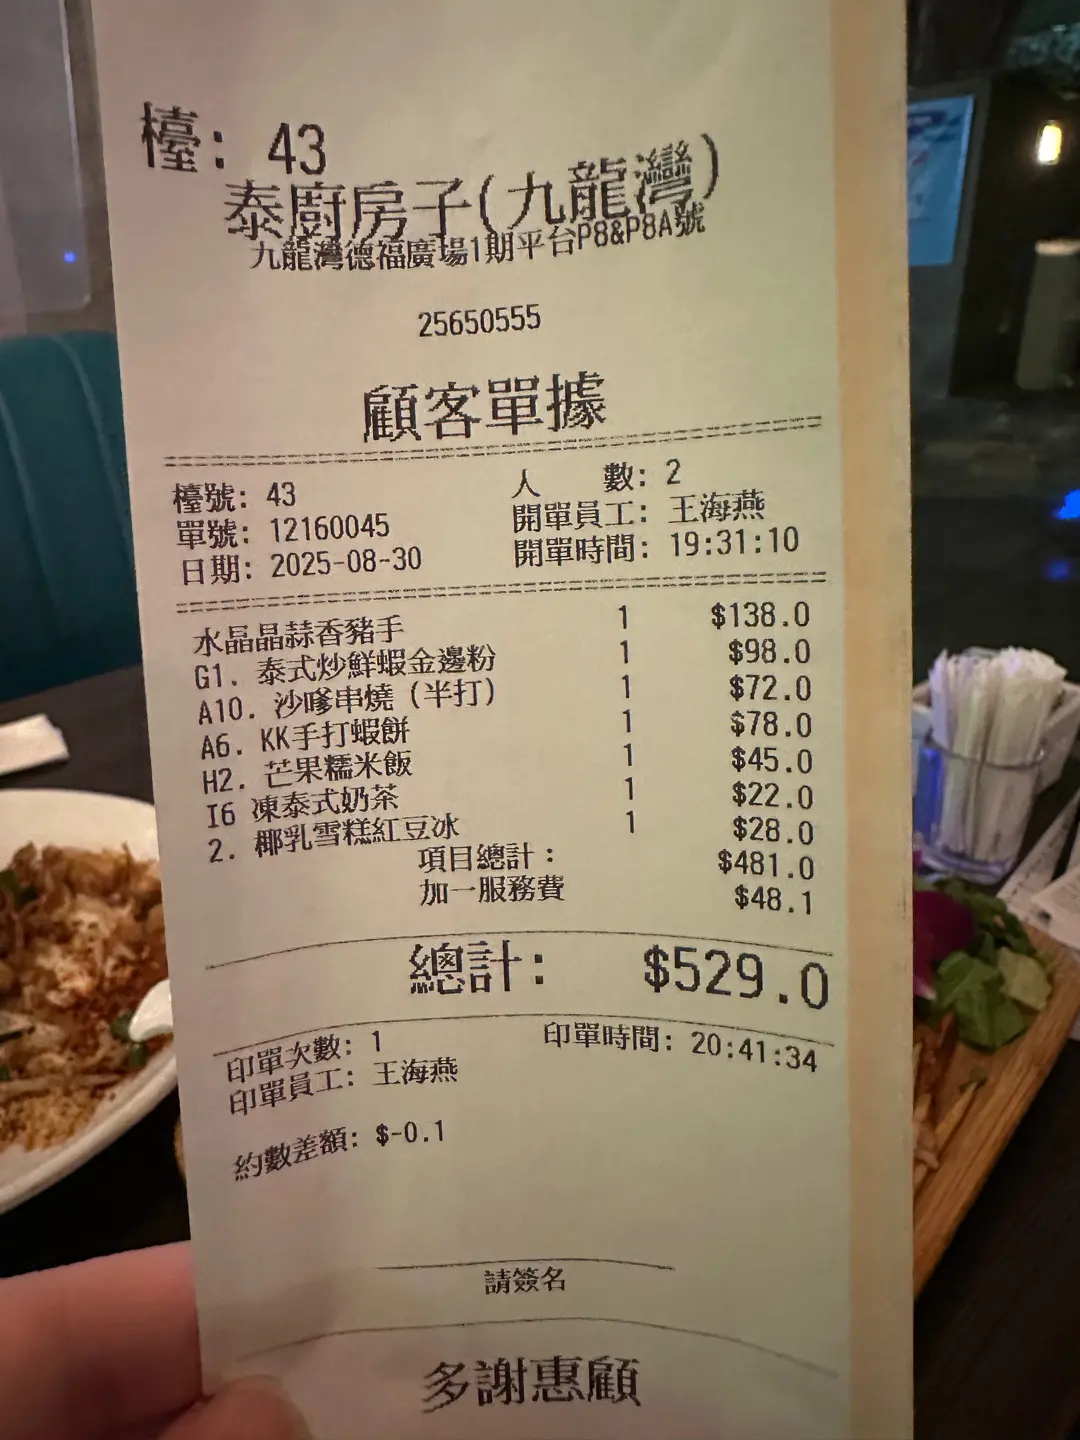 檯: 43
泰廚房子(九龍灣)
九龍灣德福廣場1期平台P8&P8A號
25650555
顧客單據
檯號: 43 人 數: 2
單號: 12160045 開單員工: 王海燕
日期: 2025-08-30 開單時間: 19:31:10
水晶晶蒜香豬手 1 $138.0
G1. 泰式炒鮮蝦金邊粉 1 $98.0
A10. 沙嗲串燒 (半打) 1 $72.0
A6. KK手打蝦餅 1 $78.0
H2. 芒果糯米飯 1 $45.0
I6 凍泰式奶茶 1 $22.0
2. 椰乳雪糕紅豆冰 1 $28.0
項目總計: $481.0
加一服務費 $48.1
總計: $529.0
印單次數: 1 印單時間: 20:41:34
印單員工: 王海燕
約數差額: $-0.1
請簽名
多謝惠顧